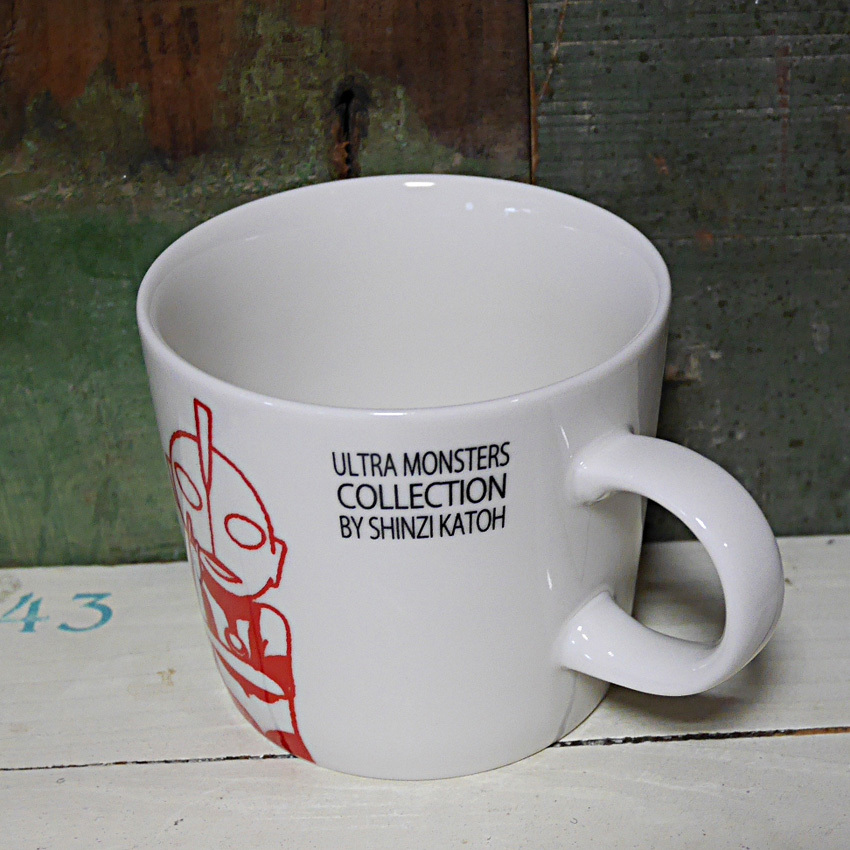 ULTRA MONSTERS
COLLECTION
BY SHINZI KATOH
43